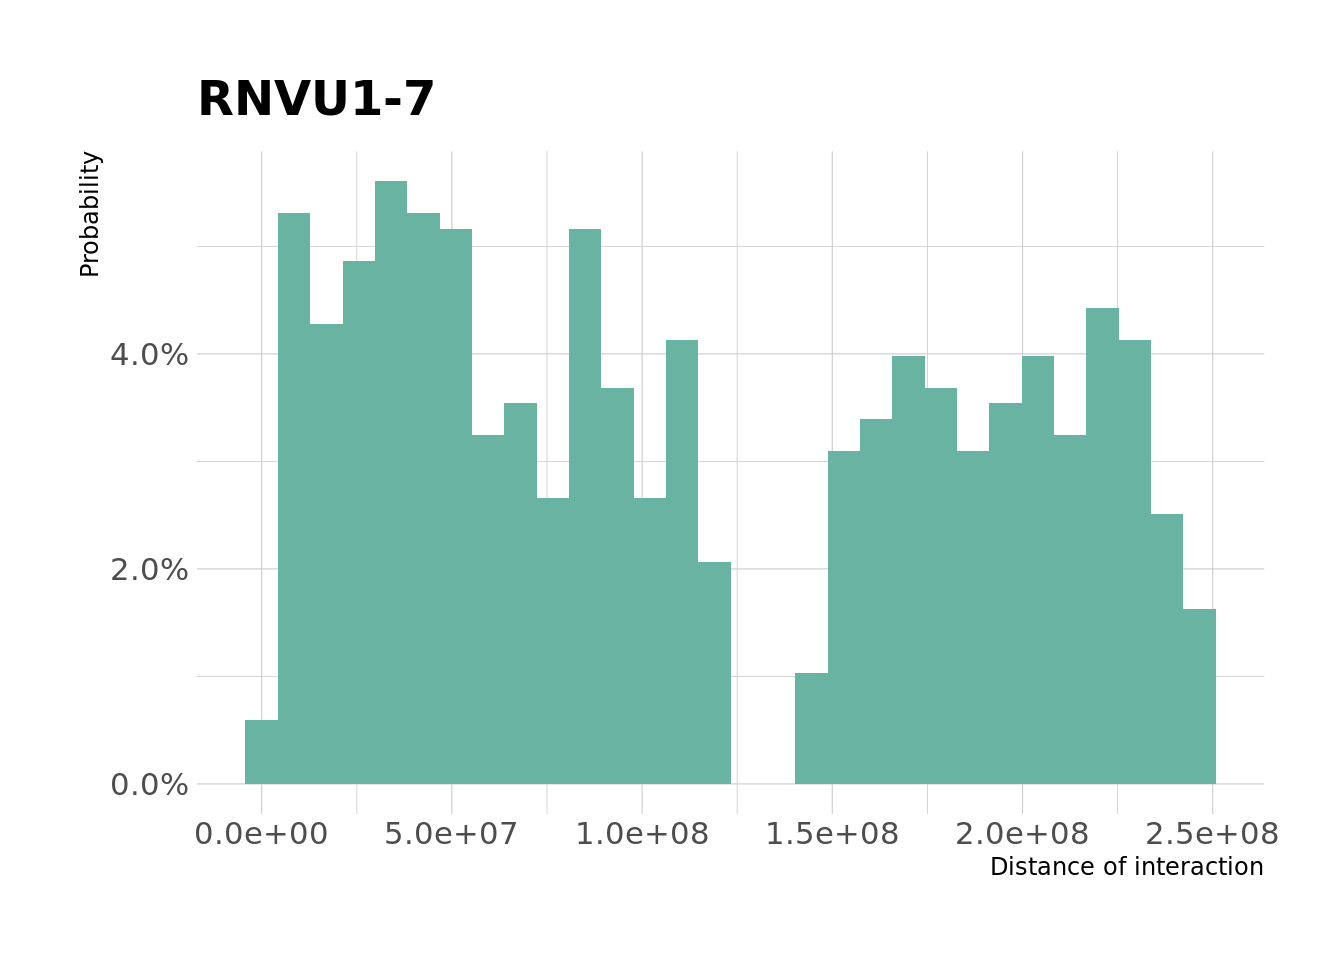 RNVU1-7
Probability
4.0%
2.0%
0.0%
0.0e+00 5.0e+07 1.0e+08 1.5e+08 2.0e+08 2.5e+08
Distance of interaction